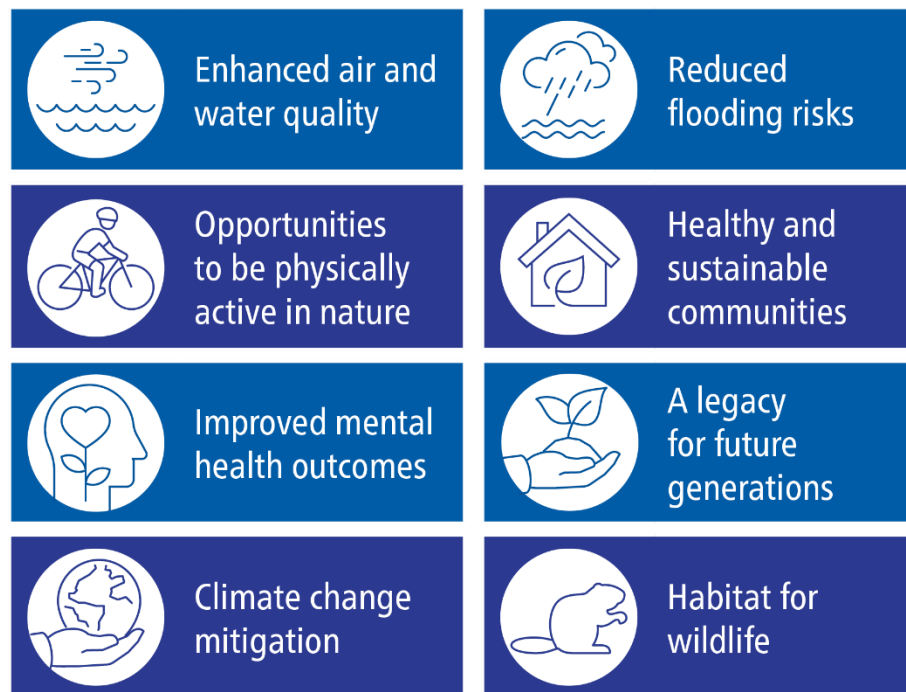 Enhanced air and
water quality
Reduced
flooding risks
Opportunities
to be physically
active in nature
Healthy and
sustainable
communities
Improved mental
health outcomes
A legacy
for future
generations
Climate change
mitigation
Habitat for
wildlife